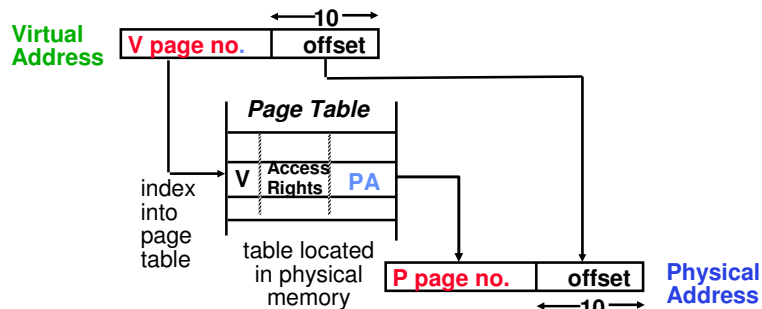 10
Virtual
Address
V page no.
offset
Page Table
V
Access
Rights
PA
index
into
page
table
table located
in physical
memory
P page no.
offset
Physical
Address
10